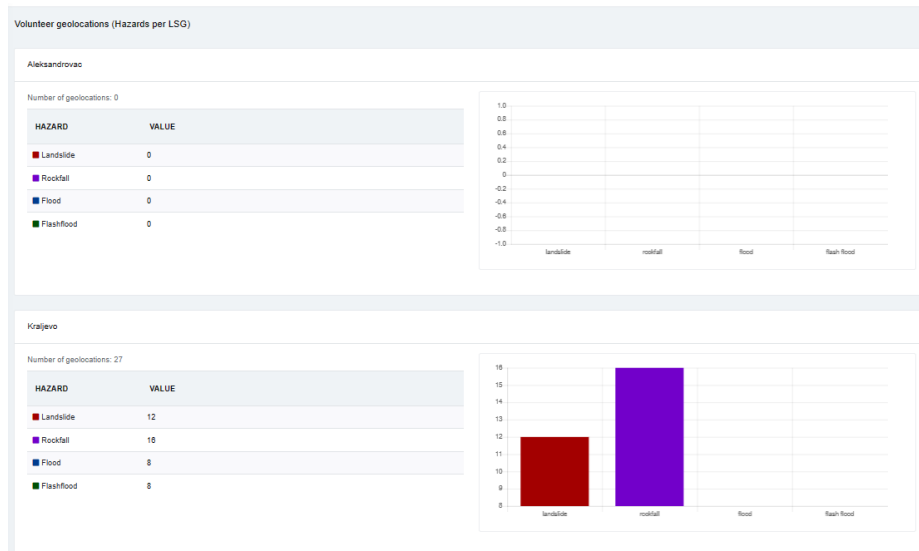 Volunteer geolocations (Hazards per LSG)
Aleksandrovac
Number of geolocations: 0
HAZARD VALUE
Landslide 0
Rockfall 0
Flood 0
Flashflood 0
1.0
0.8
0.6
0.4
0.2
0
-0.2
-0.4
-0.6
-0.8
-1.0
landslide rockfall flood flash flood
Kraljevo
Number of geolocations: 27
HAZARD VALUE
Landslide 12
Rockfall 16
Flood 8
Flashflood 8
16
15
14
13
12
11
10
9
8
landslide rockfall flood flash flood